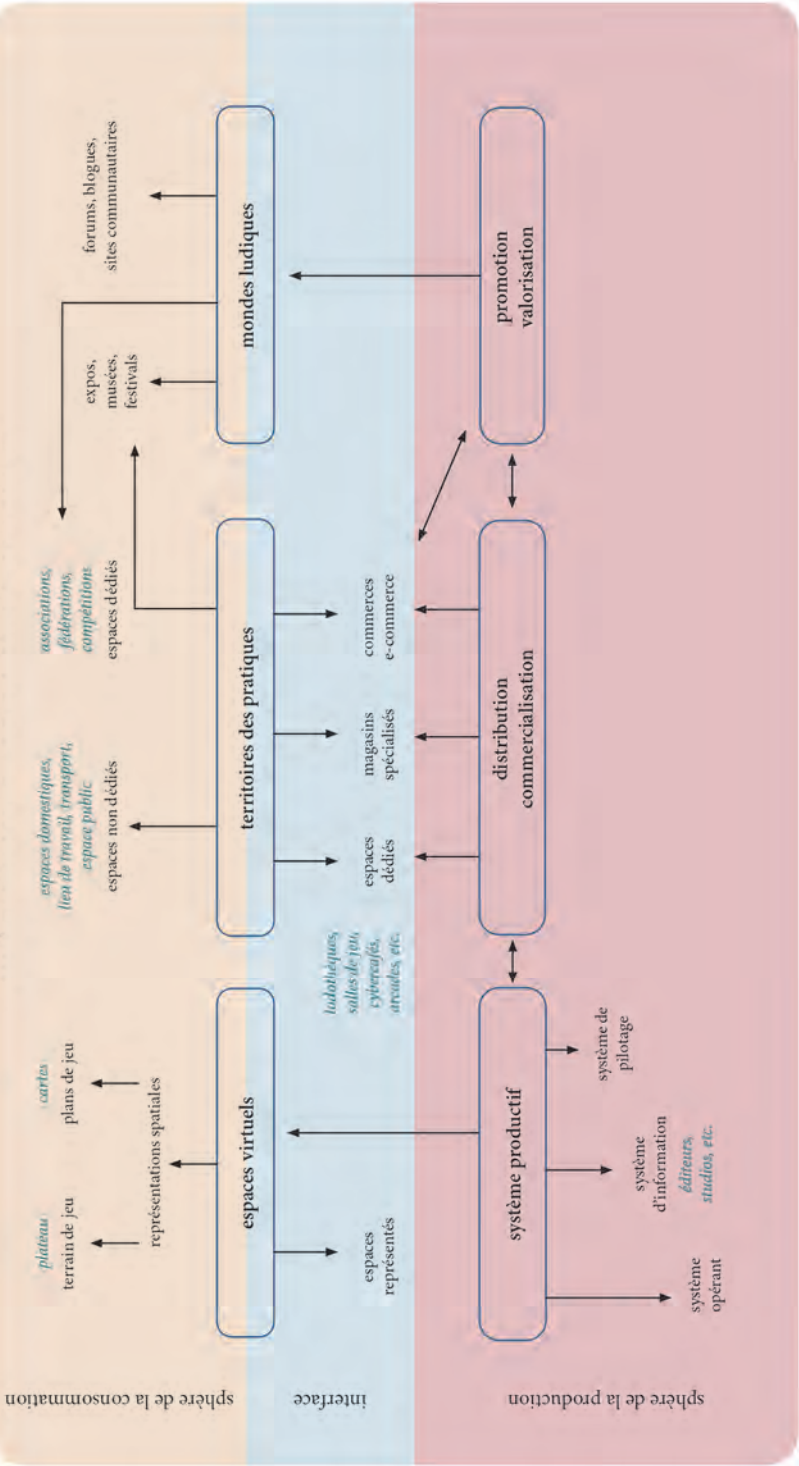 sphère de la consommation
interface
sphère de la production
plateau
terrain de jeu
cartes
plans de jeu
représentations spatiales
espaces virtuels
espaces
représentés
espaces domestiques,
lieu de travail, transport,
espace public
espaces non dédiés
associations,
fédérations,
compétitions
espaces dédiés
territoires des pratiques
ludothèques,
salles de jeu,
cybercafés,
arcades, etc.
espaces
dédiés
magasins
spécialisés
commerces
e-commerce
expos,
musées,
festivals
forums, blogues,
sites communautaires
mondes ludiques
système productif
système
opérant
système
d'information
éditeurs,
studios, etc.
système de
pilotage
distribution
commercialisation
promotion
valorisation